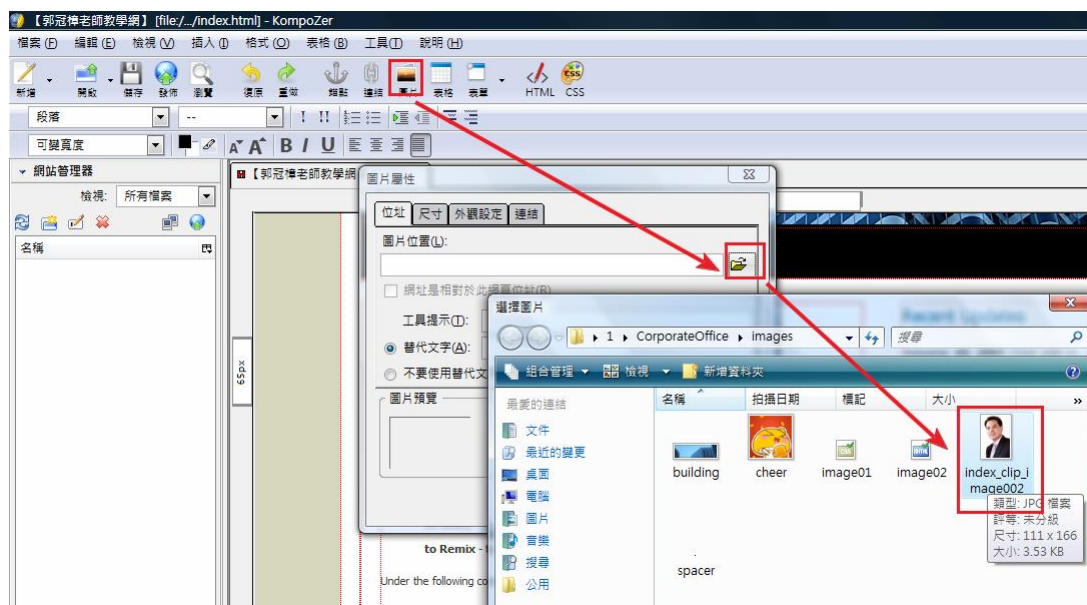 【郭冠樟老師教學網】 [file:/.../index.html] - KompoZer
檔案(F) 編輯(E) 檢視(V) 插入(I) 格式(O) 表格(B) 工具(T) 說明(H)
新增 開啟 儲存 發佈 瀏覽 復原 重做 錨點 連結 圖片 表格 表單 HTML CSS
段落 --
可變寬度 A A B I U
網站管理器
【郭冠樟老師教學網
檢視: 所有檔案
名稱
65px
圖片屬性
位址 尺寸 外觀設定 連結
圖片位置(L):
網址是相對於此網頁位址(R)
工具提示(T):
替代文字(A):
不要使用替代文
圖片預覽
選擇圖片
1 CorporateOffice images 搜尋
組合管理 檢視 新增資料夾
最愛的連結
文件
最近的變更
桌面
電腦
圖片
音樂
搜尋
公用
名稱 拍攝日期 標記 大小 »
building cheer image01 image02 index_clip_i
mage002
spacer
類型: JPG 檔案
評等: 未分級
尺寸: 111 x 166
大小: 3.53 KB
Recent Updates
to Remix -
Under the following co